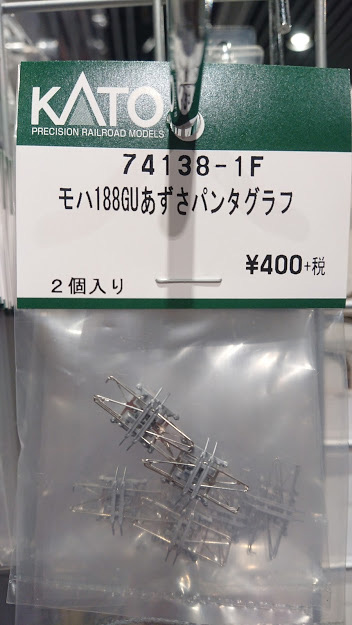 KATO
PRECISION RAILROAD MODELS
74138-1F
モハ188GUあずさパンタグラフ
¥400+税
2個入り